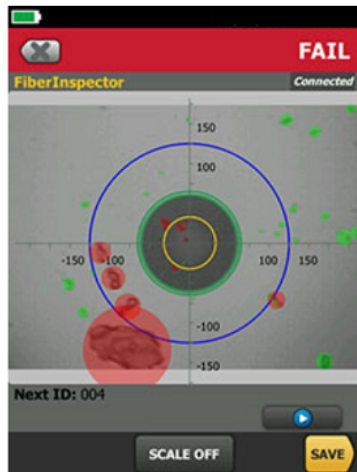 FAIL
FiberInspector Connected
150
100
-150 -100 100 150
-100
-150
Next ID: 004
SCALE OFF SAVE